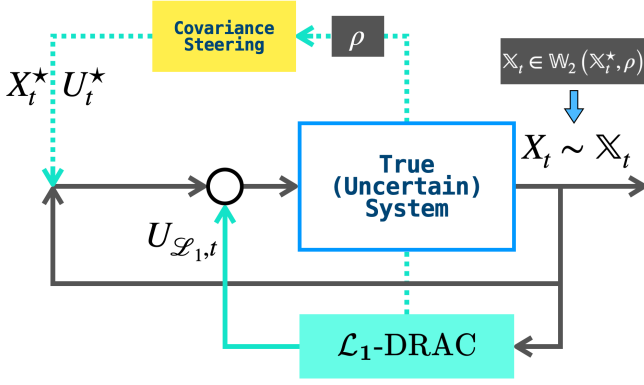 Covariance
Steering
ρ
X_t^★ U_t^★
𝕏_t ∈ 𝕎_2 (𝕏_t^★, ρ)
True
(Uncertain)
System
X_t ∼ 𝕏_t
U_{ℒ_1,t}
ℒ_1-DRAC